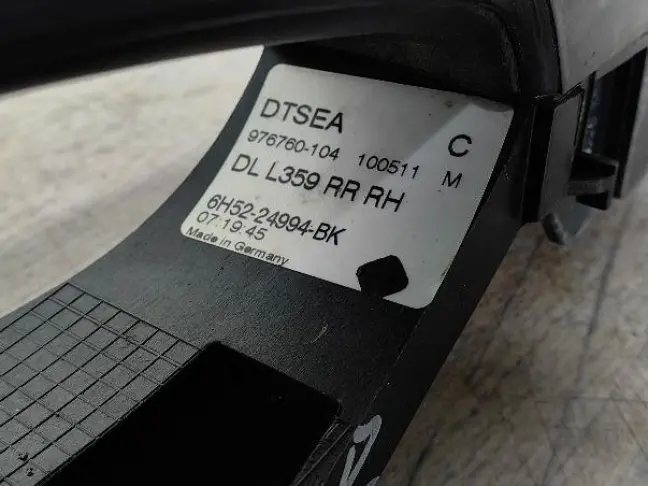 DTSEA C
976760-104 100511 M
DL L359 RR RH
6H52-24994-BK
07:19:45
Made in Germany